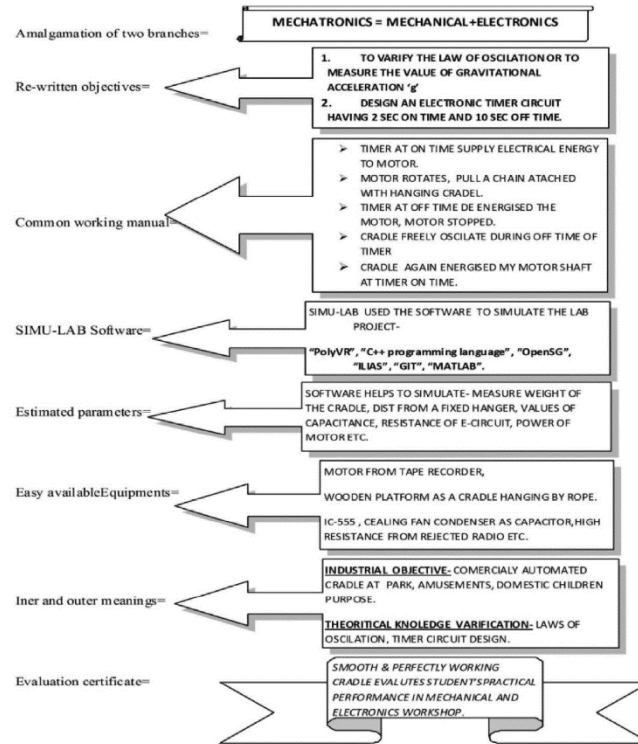 MECHATRONICS = MECHANICAL+ELECTRONICS
Amalgamation of two branches=
Re-written objectives=
1. TO VARIFY THE LAW OF OSCILATION OR TO
MEASURE THE VALUE OF GRAVITATIONAL
ACCELERATION ‘g’
2. DESIGN AN ELECTRONIC TIMER CIRCUIT
HAVING 2 SEC ON TIME AND 10 SEC OFF TIME.
Common working manual=
➢ TIMER AT ON TIME SUPPLY ELECTRICAL ENERGY
TO MOTOR.
➢ MOTOR ROTATES, PULL A CHAIN ATACHED
WITH HANGING CRADEL.
➢ TIMER AT OFF TIME DE ENERGISED THE
MOTOR, MOTOR STOPPED.
➢ CRADLE FREELY OSCILATE DURING OFF TIME OF
TIMER
➢ CRADLE AGAIN ENERGISED MY MOTOR SHAFT
AT TIMER ON TIME.
SIMU-LAB Software=
SIMU-LAB USED THE SOFTWARE TO SIMULATE THE LAB
PROJECT-
“PolyVR”, “C++ programming language”, “OpenSG”,
“ILIAS”, “GIT”, “MATLAB”.
Estimated parameters=
SOFTWARE HELPS TO SIMULATE- MEASURE WEIGHT OF
THE CRADLE, DIST FROM A FIXED HANGER, VALUES OF
CAPACITANCE, RESISTANCE OF E-CIRCUIT, POWER OF
MOTOR ETC.
Easy availableEquipments=
MOTOR FROM TAPE RECORDER,
WOODEN PLATFORM AS A CRADLE HANGING BY ROPE.
IC-555 , CEALING FAN CONDENSER AS CAPACITOR,HIGH
RESISTANCE FROM REJECTED RADIO ETC.
Iner and outer meanings=
INDUSTRIAL OBJECTIVE- COMERCIALY AUTOMATED
CRADLE AT PARK, AMUSEMENTS, DOMESTIC CHILDREN
PURPOSE.
THEORITICAL KNOLEDGE VARIFICATION- LAWS OF
OSCILATION, TIMER CIRCUIT DESIGN.
Evaluation certificate=
SMOOTH & PERFECTLY WORKING
CRADLE EVALUTES STUDENT’SPRACTICAL
PERFORMANCE IN MECHANICAL AND
ELECTRONICS WORKSHOP.